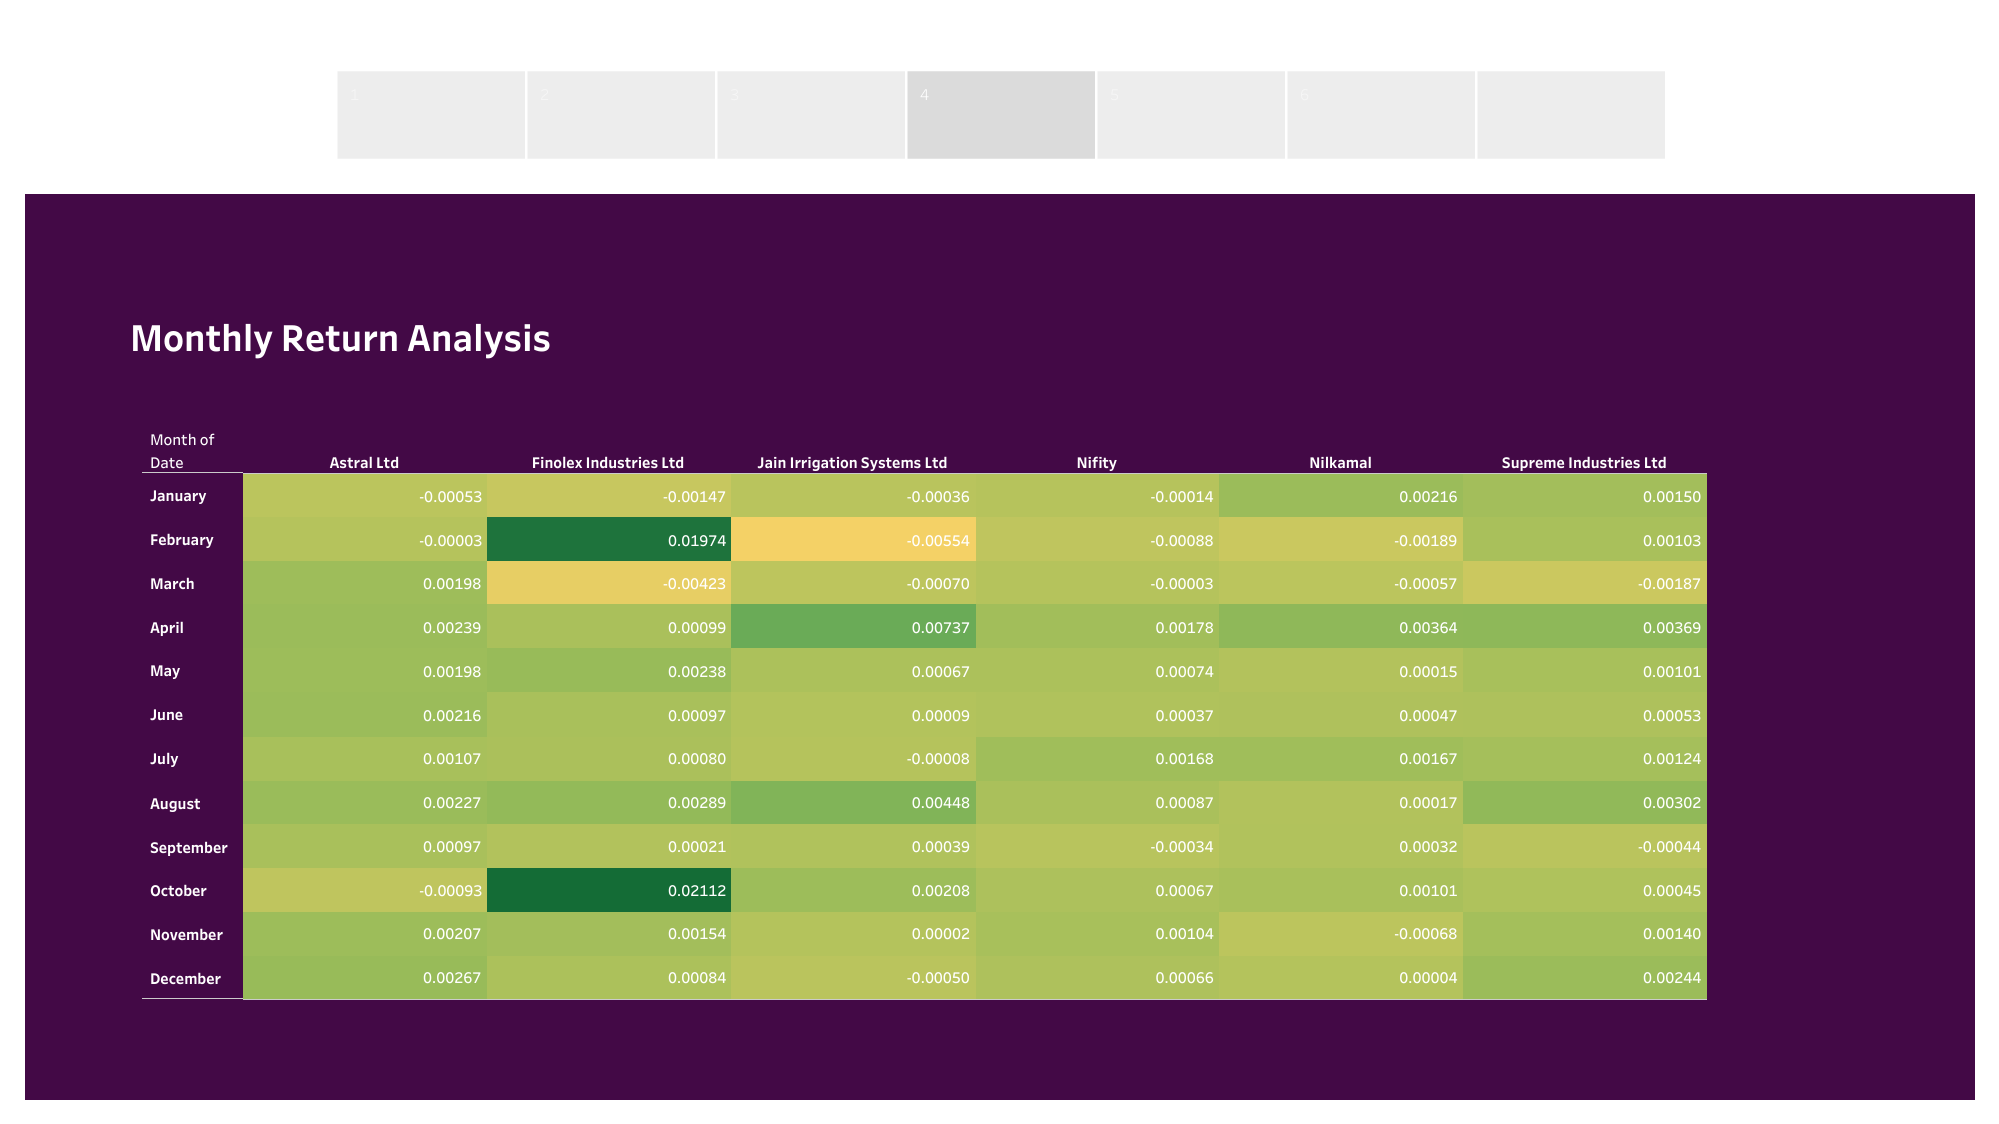 1 2 3 4 5 6
Monthly Return Analysis
Month of
Date Astral Ltd Finolex Industries Ltd Jain Irrigation Systems Ltd Nifity Nilkamal Supreme Industries Ltd
January -0.00053 -0.00147 -0.00036 -0.00014 0.00216 0.00150
February -0.00003 0.01974 -0.00554 -0.00088 -0.00189 0.00103
March 0.00198 -0.00423 -0.00070 -0.00003 -0.00057 -0.00187
April 0.00239 0.00099 0.00737 0.00178 0.00364 0.00369
May 0.00198 0.00238 0.00067 0.00074 0.00015 0.00101
June 0.00216 0.00097 0.00009 0.00037 0.00047 0.00053
July 0.00107 0.00080 -0.00008 0.00168 0.00167 0.00124
August 0.00227 0.00289 0.00448 0.00087 0.00017 0.00302
September 0.00097 0.00021 0.00039 -0.00034 0.00032 -0.00044
October -0.00093 0.02112 0.00208 0.00067 0.00101 0.00045
November 0.00207 0.00154 0.00002 0.00104 -0.00068 0.00140
December 0.00267 0.00084 -0.00050 0.00066 0.00004 0.00244